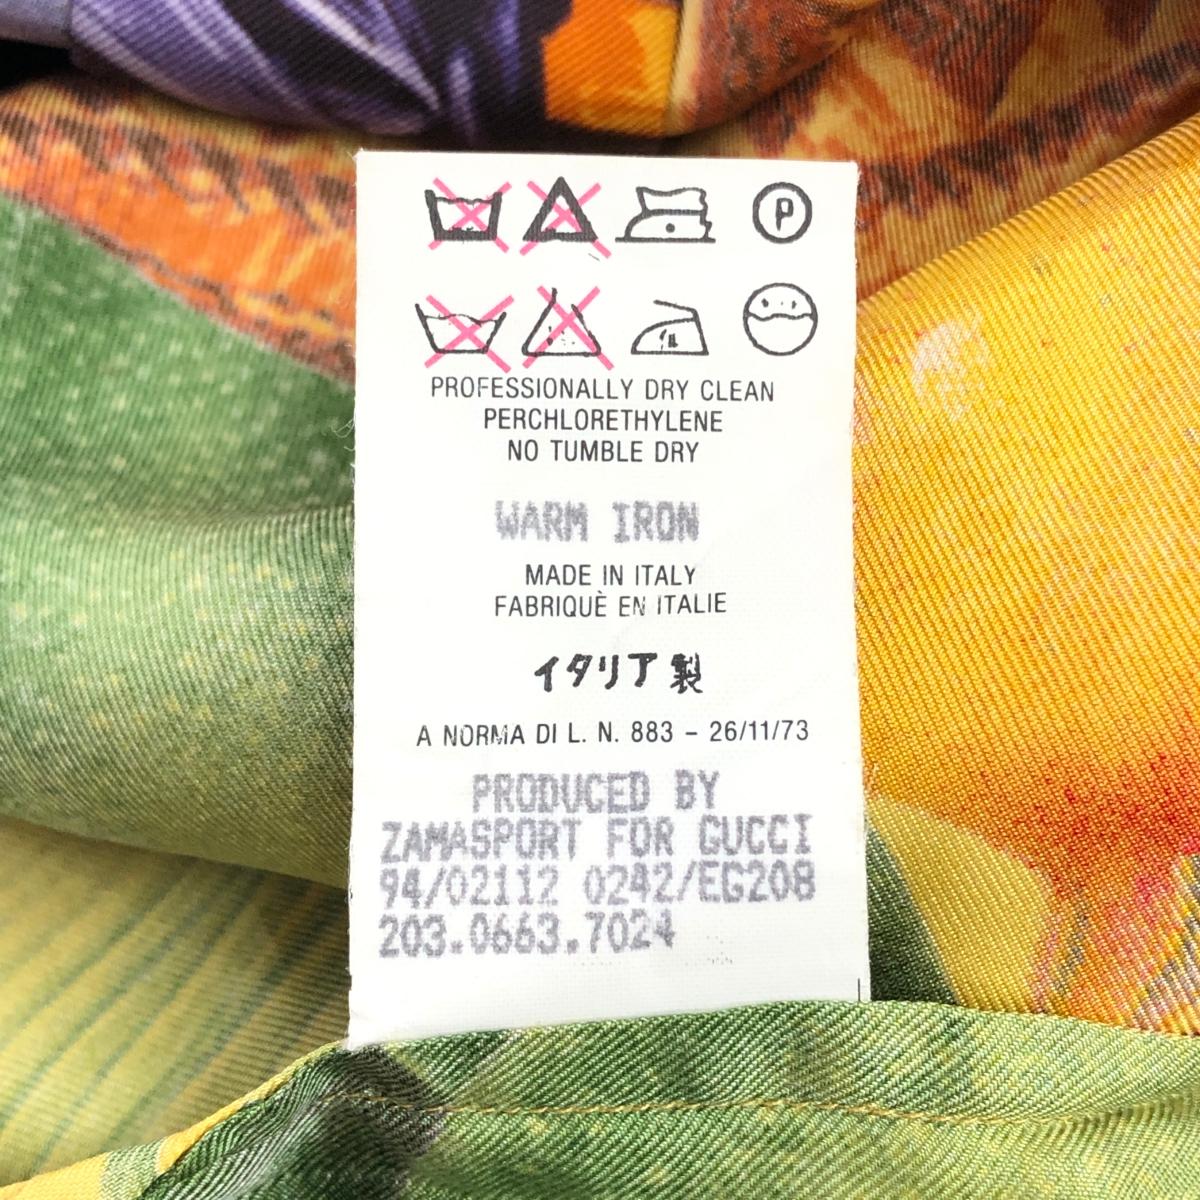 P
PROFESSIONALLY DRY CLEAN
PERCHLORETHYLENE
NO TUMBLE DRY
WARM IRON
MADE IN ITALY
FABRIQUÈ EN ITALIE
イタリア製
A NORMA DI L. N. 883 - 26/11/73
PRODUCED BY
ZAMASPORT FOR GUCCI
94/02112 0242/EG208
203.0663.7024